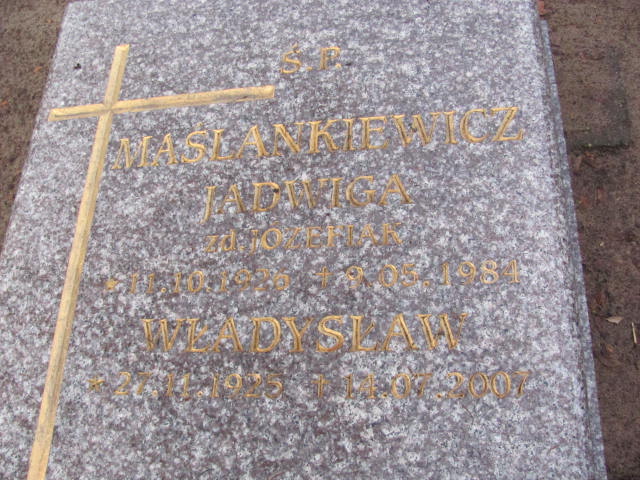 Ś.P.
MAŚLANKIEWICZ
JADWIGA
zd. JÓZEFIAK
* 11.10.1926 † 9.05.1984
WŁADYSŁAW
* 27.11.1925 † 14.07.2007